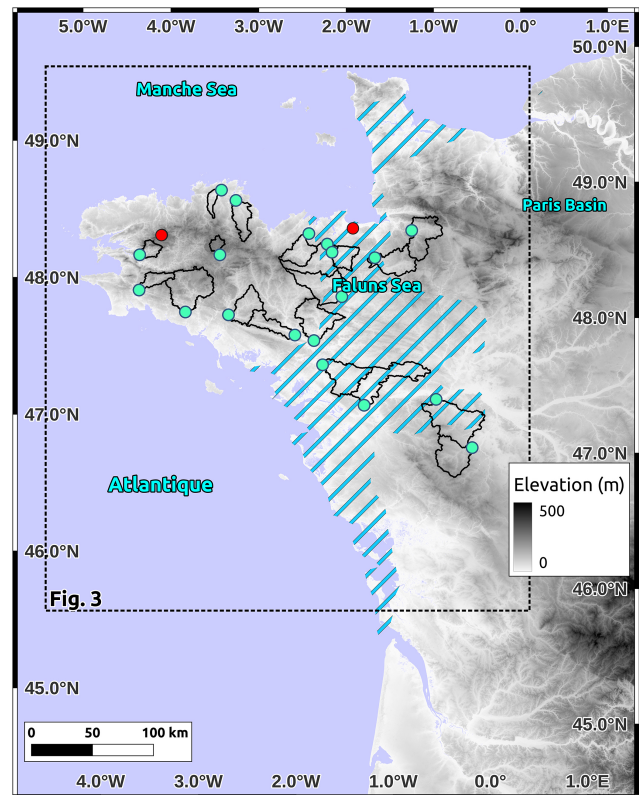 5.0°W 4.0°W 3.0°W 2.0°W 1.0°W 0.0° 1.0°E
50.0°N
Manche Sea
49.0°N
49.0°N
Paris Basin
48.0°N
Faluns Sea
48.0°N
47.0°N
47.0°N
Atlantique
Elevation (m)
500
0
46.0°N
46.0°N
Fig. 3
45.0°N
45.0°N
0 50 100 km
4.0°W 3.0°W 2.0°W 1.0°W 0.0° 1.0°E